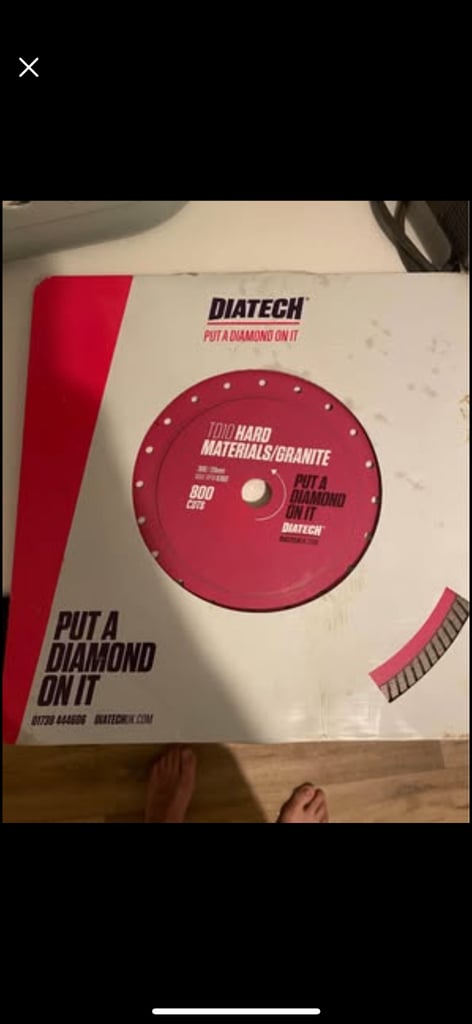 DIATECH®
PUT A DIAMOND ON IT
TD10 HARD
MATERIALS/GRANITE
800
CUTS
PUT A
DIAMOND
ON IT
DIATECH
PUT A
DIAMOND
ON IT
01739 444606 DIATECHUK.COM